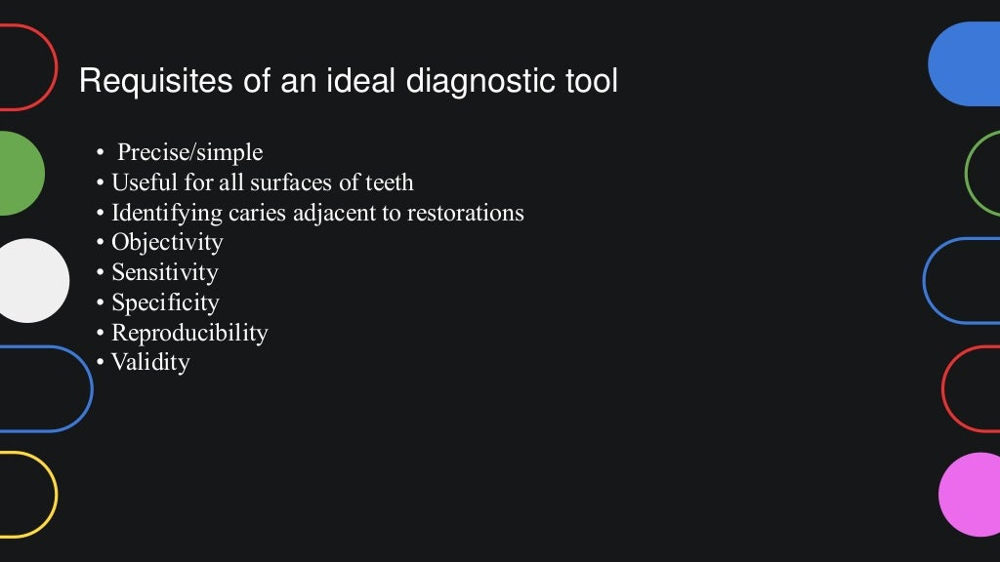 Requisites of an ideal diagnostic tool
• Precise/simple
• Useful for all surfaces of teeth
• Identifying caries adjacent to restorations
• Objectivity
• Sensitivity
• Specificity
• Reproducibility
• Validity